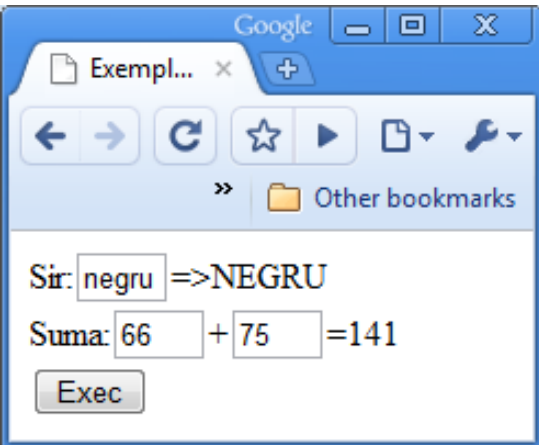 Google
Exempl...
» Other bookmarks
Sir: negru =>NEGRU
Suma: 66 + 75 =141
Exec